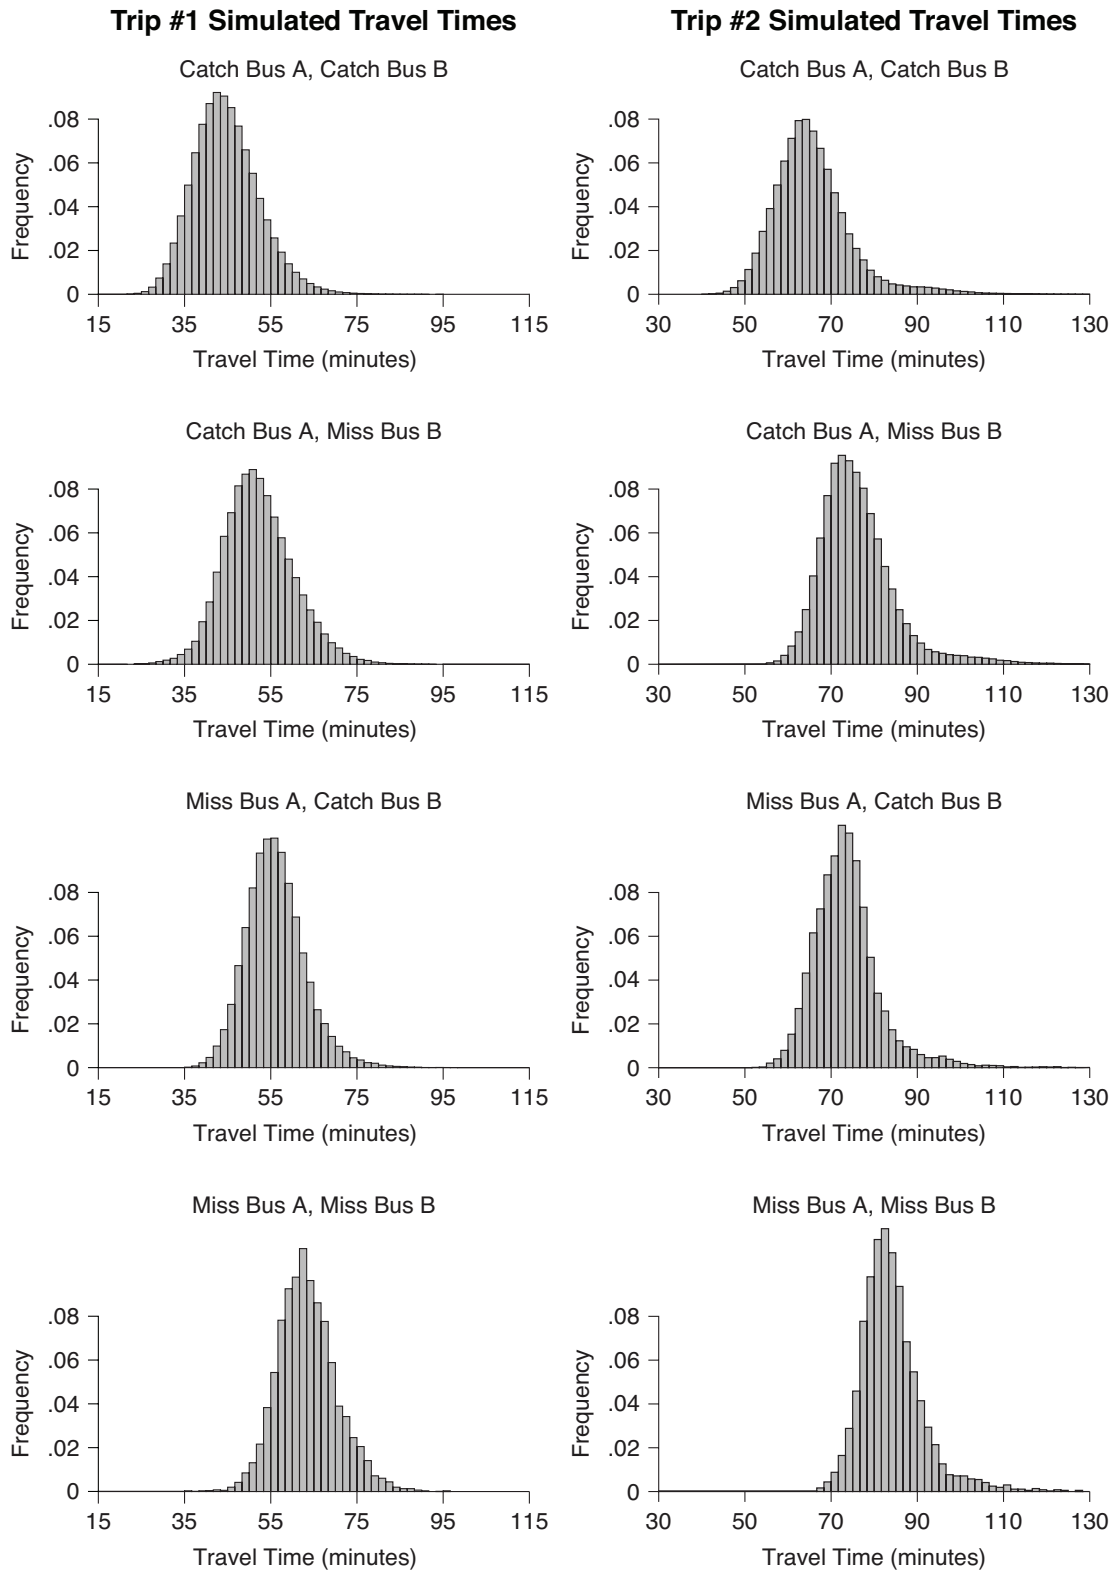 Trip #1 Simulated Travel Times
Trip #2 Simulated Travel Times
Catch Bus A, Catch Bus B
.08
.06
.04
.02
0
Frequency
15 35 55 75 95 115
Travel Time (minutes)
Catch Bus A, Catch Bus B
.08
.06
.04
.02
0
Frequency
30 50 70 90 110 130
Travel Time (minutes)
Catch Bus A, Miss Bus B
.08
.06
.04
.02
0
Frequency
15 35 55 75 95 115
Travel Time (minutes)
Catch Bus A, Miss Bus B
.08
.06
.04
.02
0
Frequency
30 50 70 90 110 130
Travel Time (minutes)
Miss Bus A, Catch Bus B
.08
.06
.04
.02
0
Frequency
15 35 55 75 95 115
Travel Time (minutes)
Miss Bus A, Catch Bus B
.08
.06
.04
.02
0
Frequency
30 50 70 90 110 130
Travel Time (minutes)
Miss Bus A, Miss Bus B
.08
.06
.04
.02
0
Frequency
15 35 55 75 95 115
Travel Time (minutes)
Miss Bus A, Miss Bus B
.08
.06
.04
.02
0
Frequency
30 50 70 90 110 130
Travel Time (minutes)